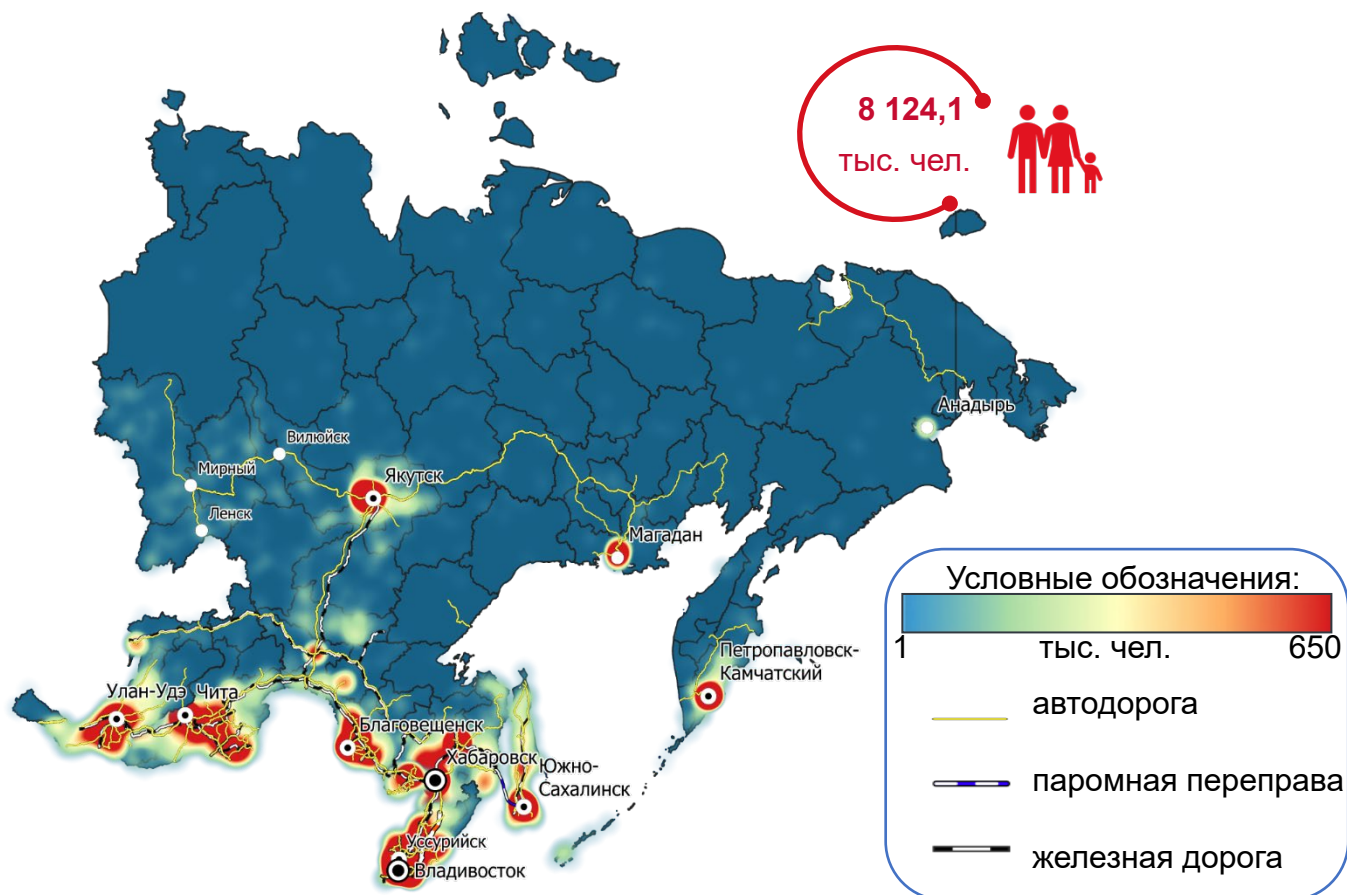 8 124,1
тыс. чел.
Анадырь
Вилюйск
Мирный
Якутск
Ленск
Магадан
Условные обозначения:
1 тыс. чел. 650
Петропавловск-
Камчатский
автодорога
Улан-Удэ Чита
Благовещенск
Хабаровск
Южно-
Сахалинск
паромная переправа
Уссурийск
Владивосток
железная дорога